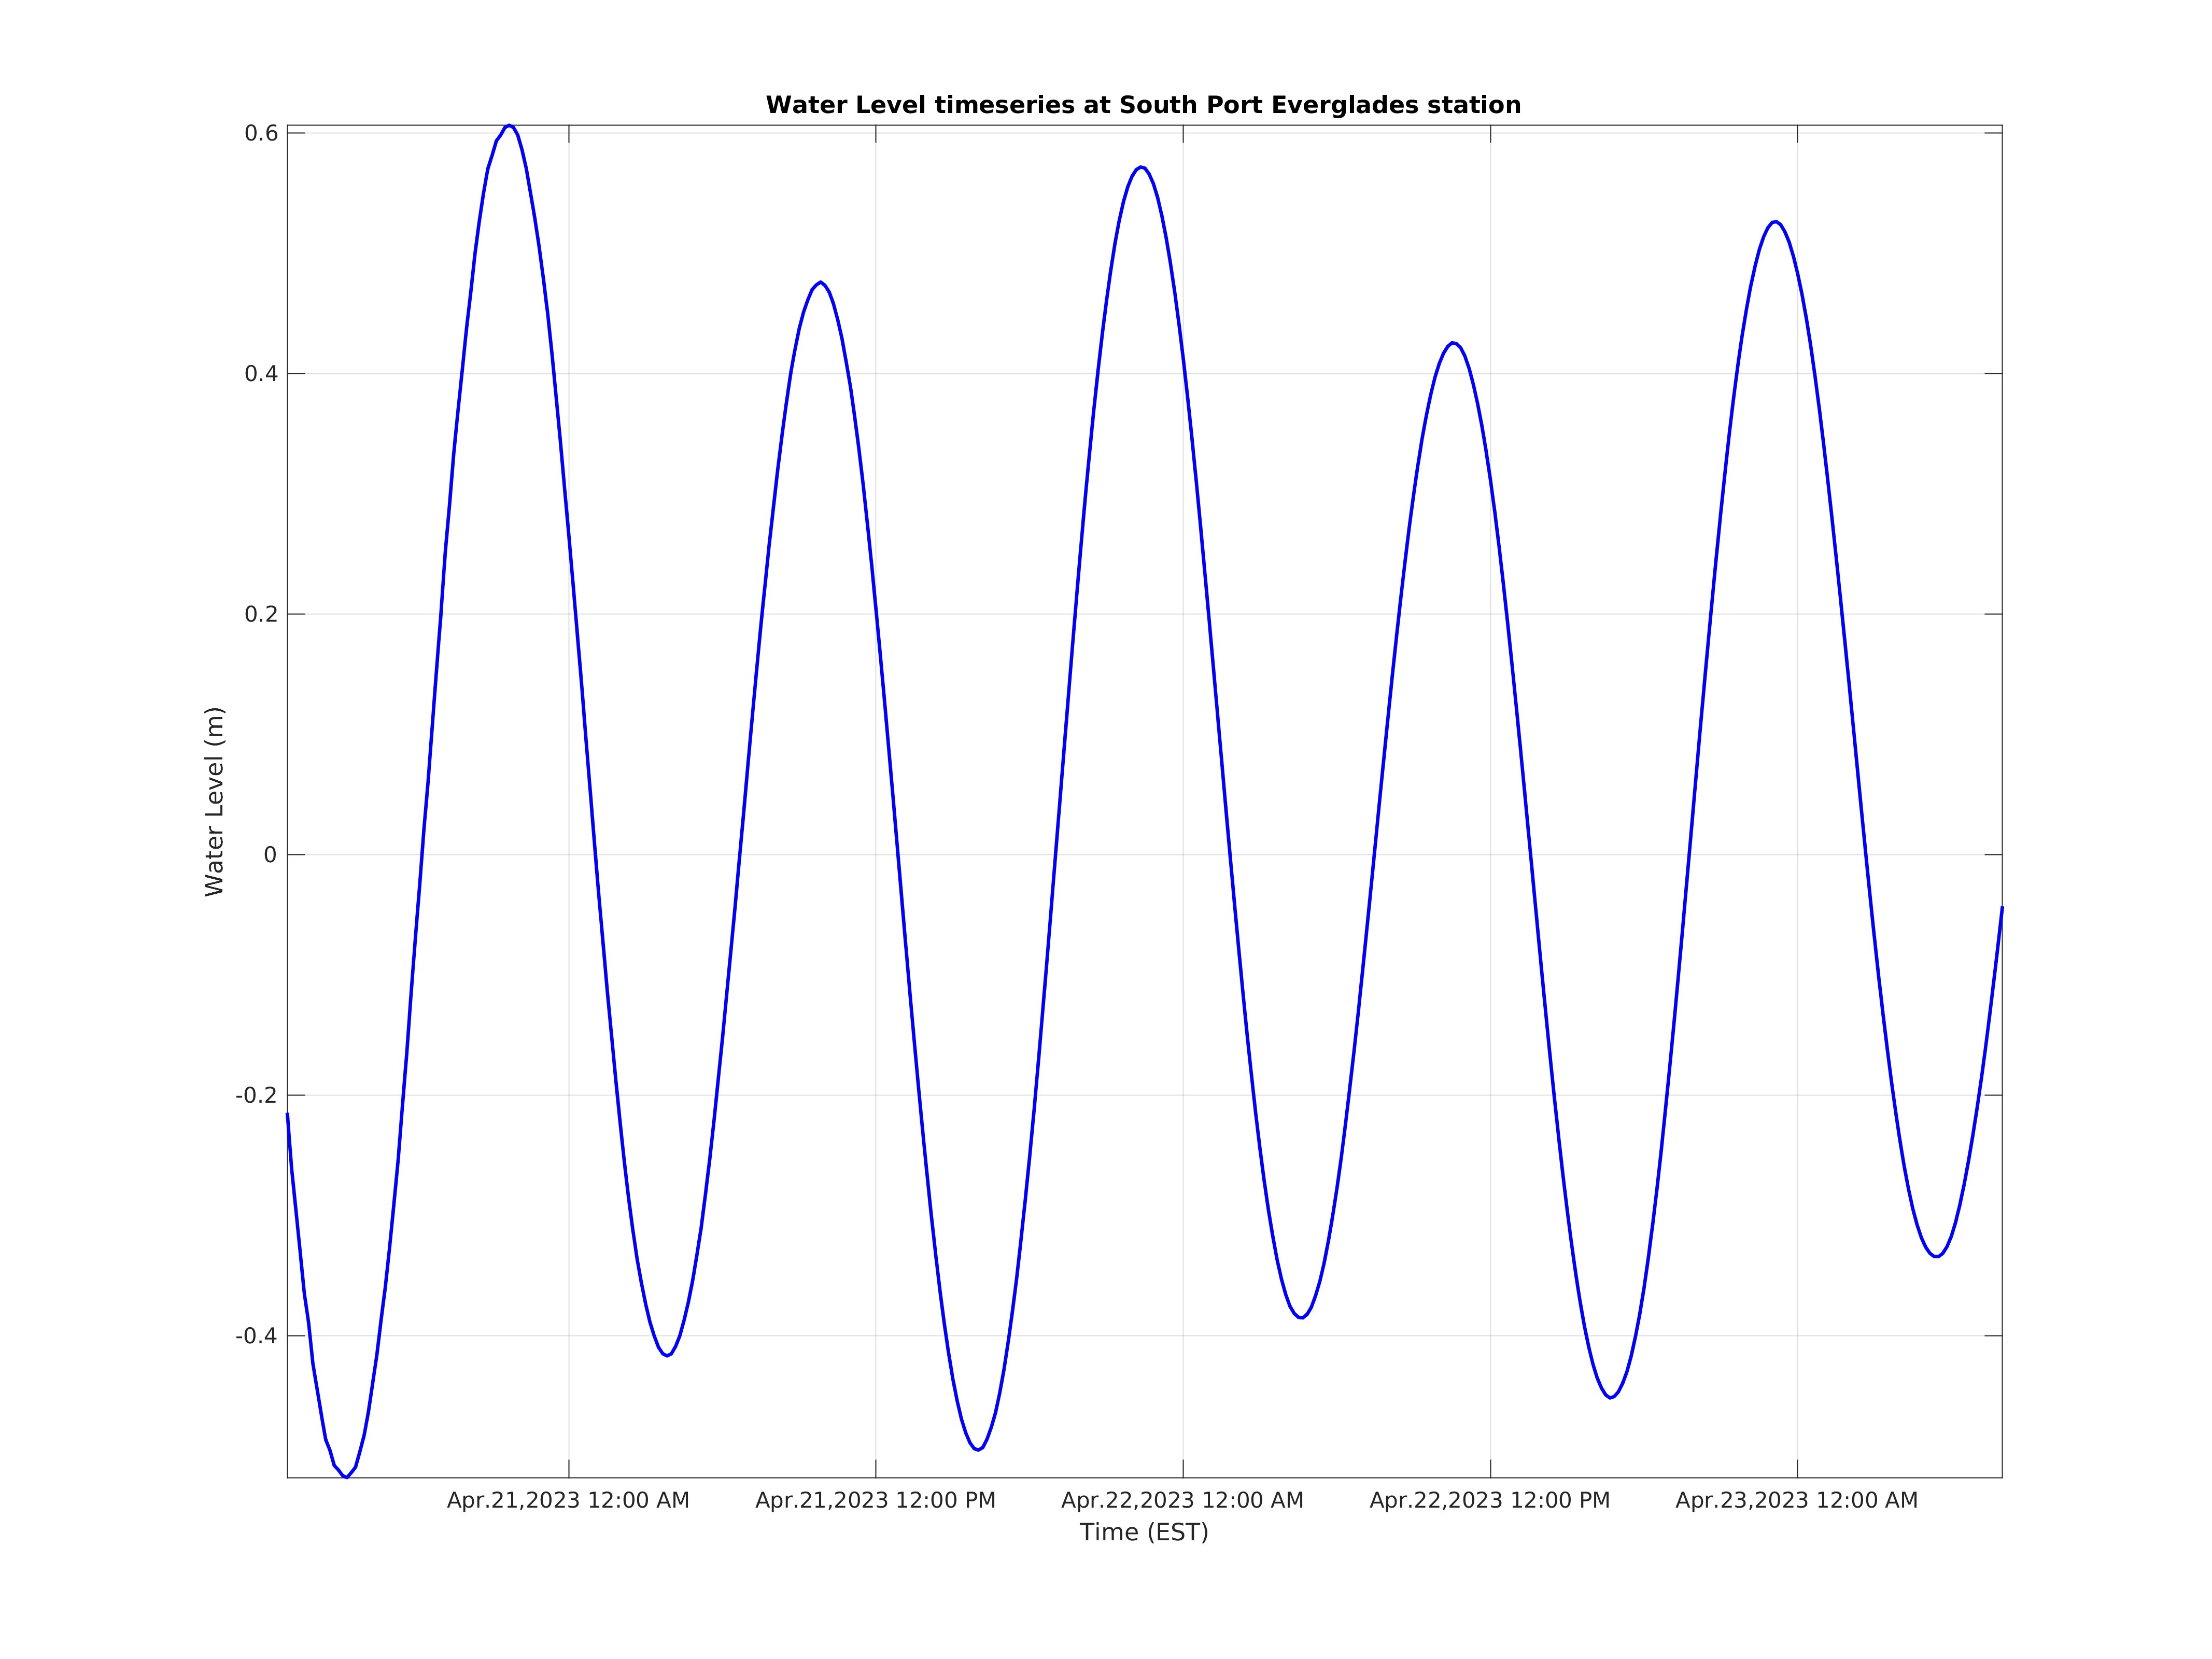 Water Level timeseries at South Port Everglades station
0.6
0.4
0.2
0
-0.2
-0.4
Water Level (m)
Apr.21,2023 12:00 AM
Apr.21,2023 12:00 PM
Apr.22,2023 12:00 AM
Apr.22,2023 12:00 PM
Apr.23,2023 12:00 AM
Time (EST)